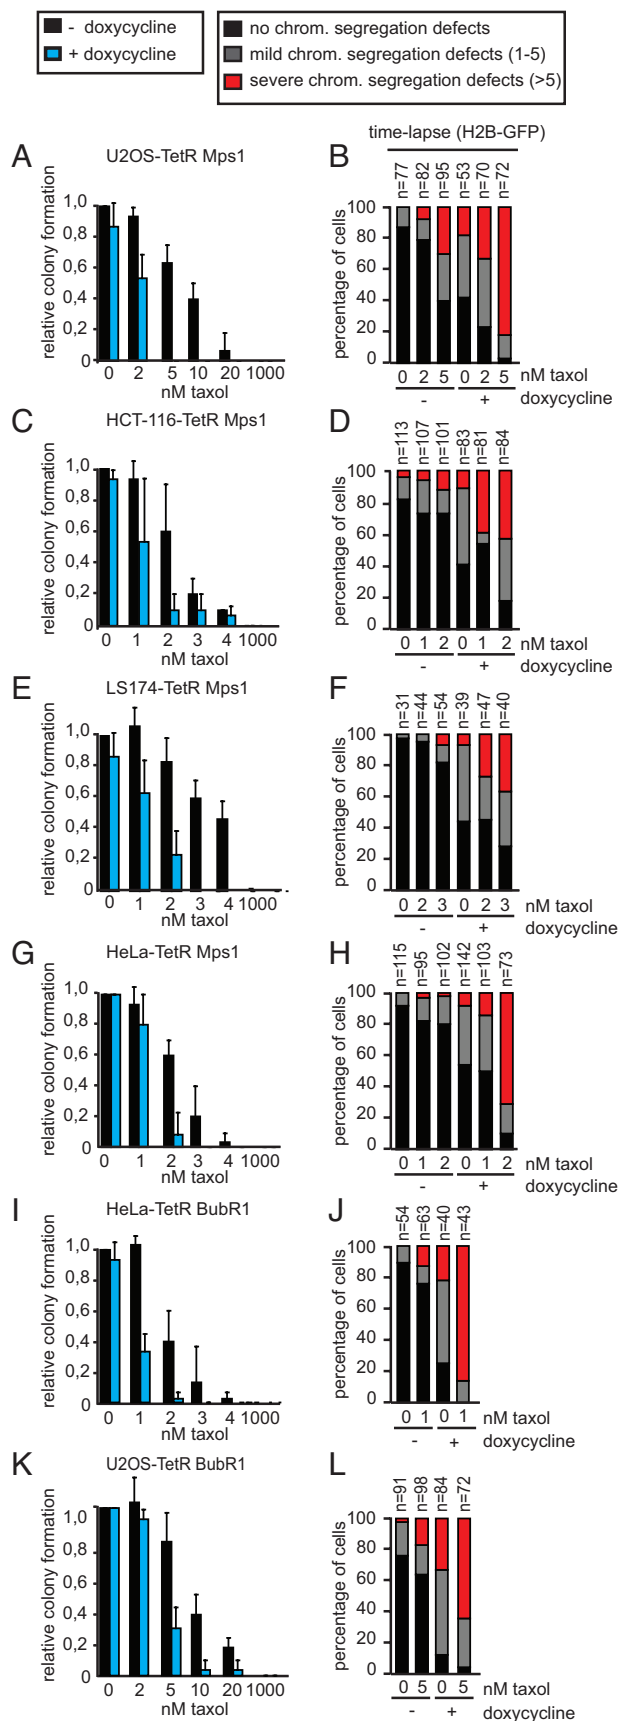 - doxycycline
+ doxycycline
no chrom. segregation defects
mild chrom. segregation defects (1-5)
severe chrom. segregation defects (>5)
time-lapse (H2B-GFP)
A
U2OS-TetR Mps1
relative colony formation
1,0
0,8
0,6
0,4
0,2
0
0 2 5 10 20 1000
nM taxol
B
n=77 n=82 n=95 n=53 n=70 n=72
percentage of cells
100
80
60
40
20
0
0 2 5 0 2 5 nM taxol
- + doxycycline
C
HCT-116-TetR Mps1
relative colony formation
1,0
0,8
0,6
0,4
0,2
0
0 1 2 3 4 1000
nM taxol
D
n=113 n=107 n=101 n=83 n=81 n=84
percentage of cells
100
80
60
40
20
0
0 1 2 0 1 2 nM taxol
- + doxycycline
E
LS174-TetR Mps1
relative colony formation
1,0
0,8
0,6
0,4
0,2
0
0 1 2 3 4 1000
nM taxol
F
n=31 n=44 n=54 n=39 n=47 n=40
percentage of cells
100
80
60
40
20
0
0 2 3 0 2 3 nM taxol
- + doxycycline
G
HeLa-TetR Mps1
relative colony formation
1,0
0,8
0,6
0,4
0,2
0
0 1 2 3 4 1000
nM taxol
H
n=115 n=95 n=102 n=142 n=103 n=73
percentage of cells
100
80
60
40
20
0
0 1 2 0 1 2 nM taxol
- + doxycycline
I
HeLa-TetR BubR1
relative colony formation
1,0
0,8
0,6
0,4
0,2
0
0 1 2 3 4 1000
nM taxol
J
n=54 n=63 n=40 n=43
percentage of cells
100
80
60
40
20
0
0 1 0 1 nM taxol
- + doxycycline
K
U2OS-TetR BubR1
relative colony formation
1,0
0,8
0,6
0,4
0,2
0
0 2 5 10 20 1000
nM taxol
L
n=91 n=98 n=84 n=72
percentage of cells
100
80
60
40
20
0
0 5 0 5 nM taxol
- + doxycycline